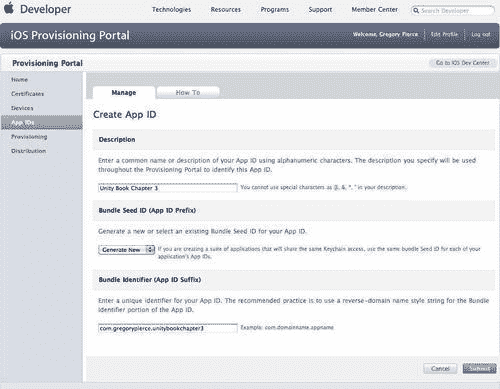 Developer
Technologies Resources Programs Support Member Center Search Developer
iOS Provisioning Portal
Welcome, Gregory Pierce Edit Profile Log out
Provisioning Portal
Go to iOS Dev Center
Home
Certificates
Devices
App IDs
Provisioning
Distribution
Manage How To
Create App ID
Description
Enter a common name or description of your App ID using alphanumeric characters. The description you specify will be used
throughout the Provisioning Portal to identify this App ID.
Unity Book Chapter 3 You cannot use special characters as @, &, *, " in your description.
Bundle Seed ID (App ID Prefix)
Generate a new or select an existing Bundle Seed ID for your App ID.
Generate New If you are creating a suite of applications that will share the same Keychain access, use the same bundle Seed ID for each of your
application's App IDs.
Bundle Identifier (App ID Suffix)
Enter a unique identifier for your App ID. The recommended practice is to use a reverse-domain name style string for the Bundle
Identifier portion of the App ID.
com.gregorypierce.unitybookchapter3 Example: com.domainname.appname
Cancel Submit